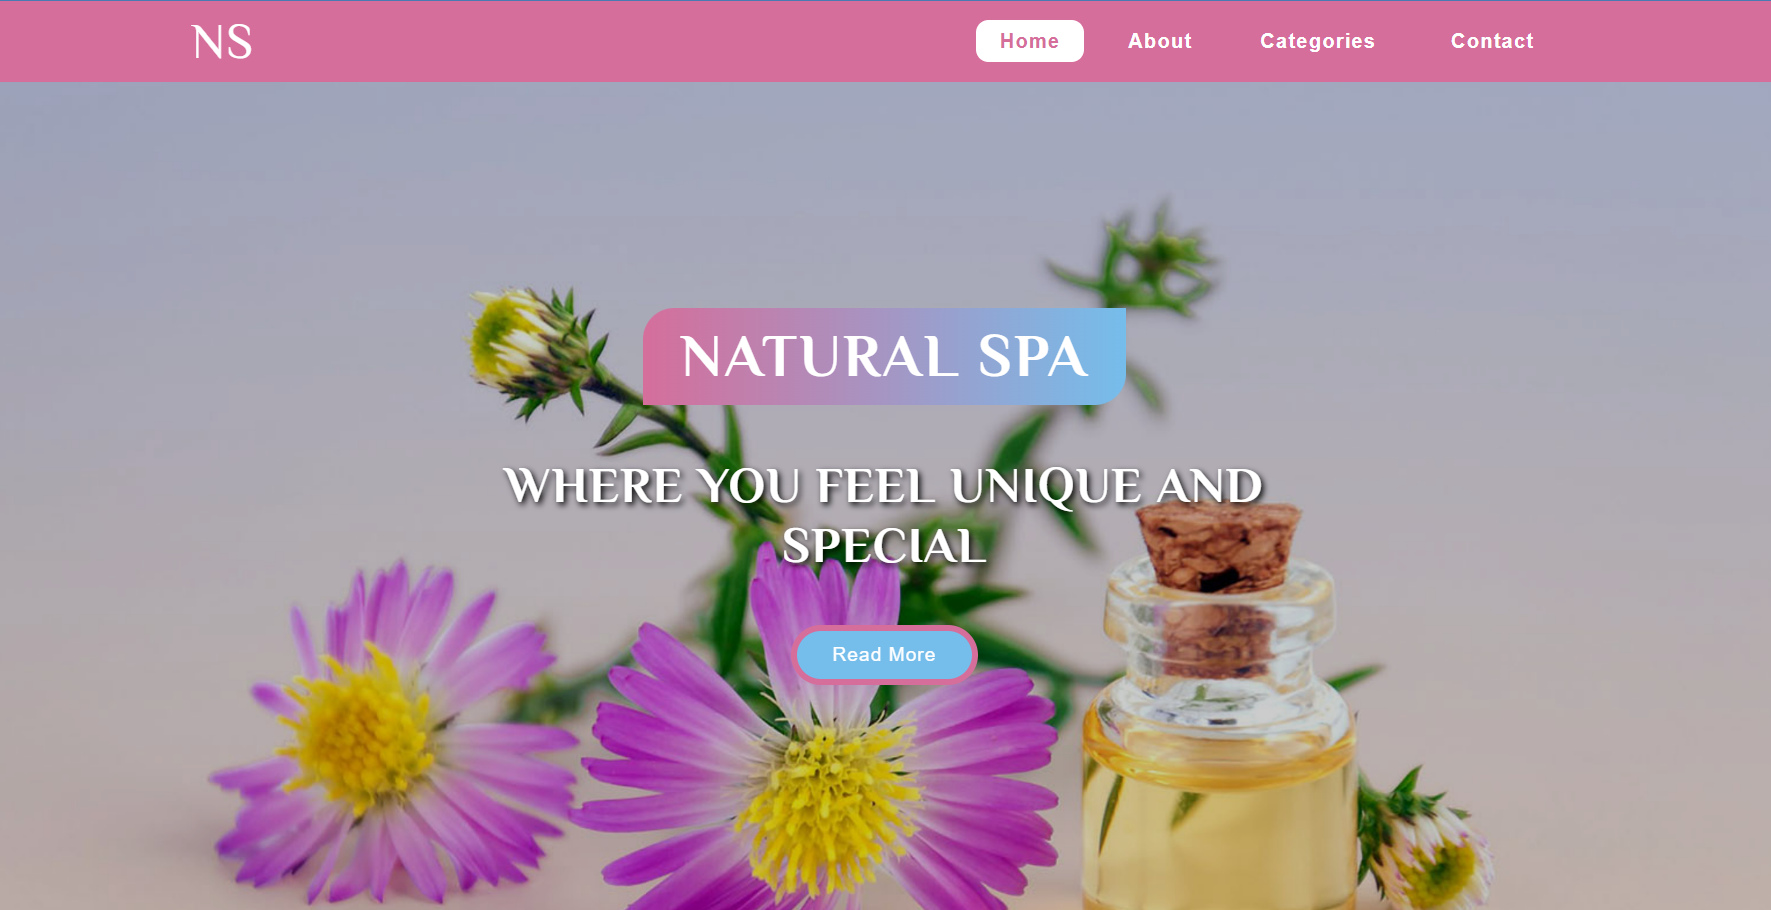 NS
Home
About
Categories
Contact
NATURAL SPA
WHERE YOU FEEL UNIQUE AND
SPECIAL
Read More